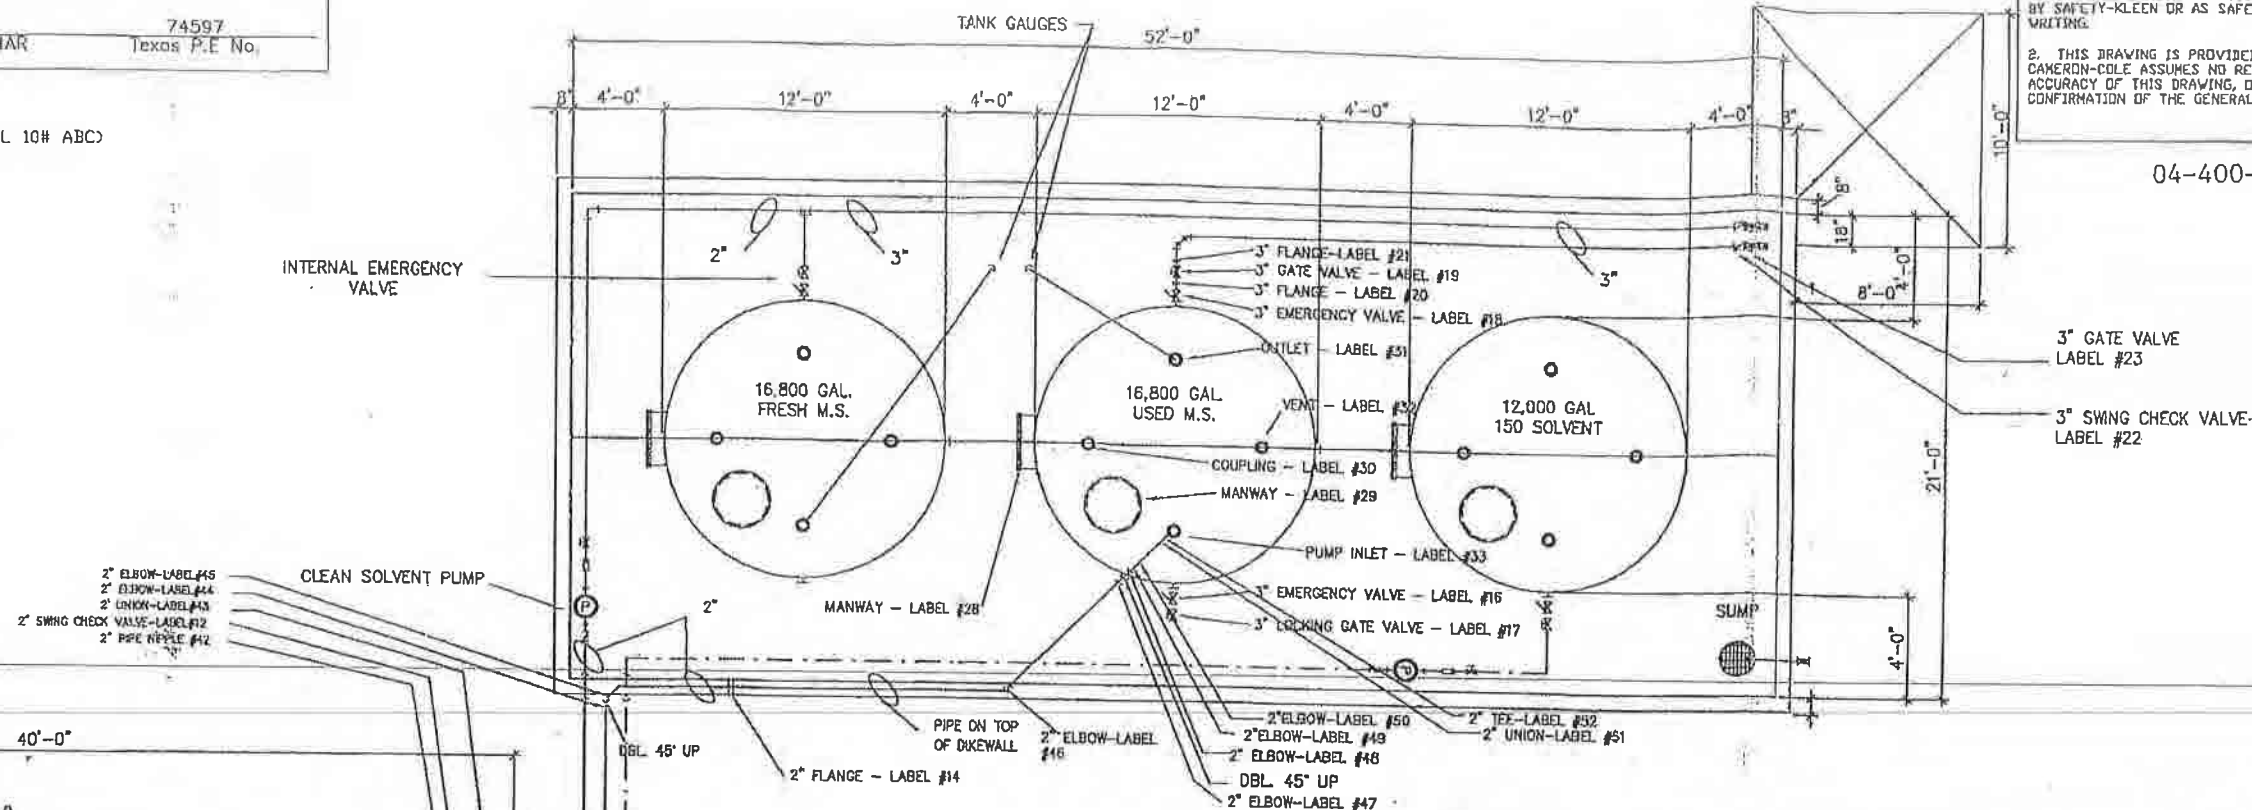 74597
Texas P.E No.
L 10# ABC)
TANK GAUGES
52'-0"
BY SAFETY-KLEEN OR AS SAFE
WRITING.
2. THIS DRAWING IS PROVIDE
CAMERON-COLE ASSUMES NO RE
ACCURACY OF THIS DRAWING, O
CONFIRMATION OF THE GENERAL
04-400-
8"
4'-0"
12'-0"
4'-0"
12'-0"
4'-0"
12'-0"
4'-0"
8"
10'-0"
8"
18"
4'-0"
8'-0"
21'-0"
4'-0"
INTERNAL EMERGENCY
VALVE
2"
3"
3"
3" FLANGE-LABEL #21
3" GATE VALVE - LABEL #19
3" FLANGE - LABEL #20
3" EMERGENCY VALVE - LABEL #18
OUTLET - LABEL #31
3" GATE VALVE
LABEL #23
3" SWING CHECK VALVE-
LABEL #22
16,800 GAL.
FRESH M.S.
16,800 GAL
USED M.S.
12,000 GAL
150 SOLVENT
VENT - LABEL #32
COUPLING - LABEL #30
MANWAY - LABEL #29
PUMP INLET - LABEL #33
3" EMERGENCY VALVE - LABEL #16
3" LOCKING GATE VALVE - LABEL #17
MANWAY - LABEL #28
SUMP
CLEAN SOLVENT PUMP
P
P
2"
2" ELBOW-LABEL #45
2" ELBOW-LABEL #44
2" UNION-LABEL #43
2" SWING CHECK VALVE-LABEL #12
2" PIPE NIPPLE #42
40'-0"
DBL 45° UP
PIPE ON TOP
OF DIKEWALL
2" FLANGE - LABEL #14
2" ELBOW-LABEL
#46
2"ELBOW-LABEL #50
2"ELBOW-LABEL #49
2" ELBOW-LABEL #48
DBL 45° UP
2" ELBOW-LABEL #47
2" TEE-LABEL #52
2" UNION-LABEL #51